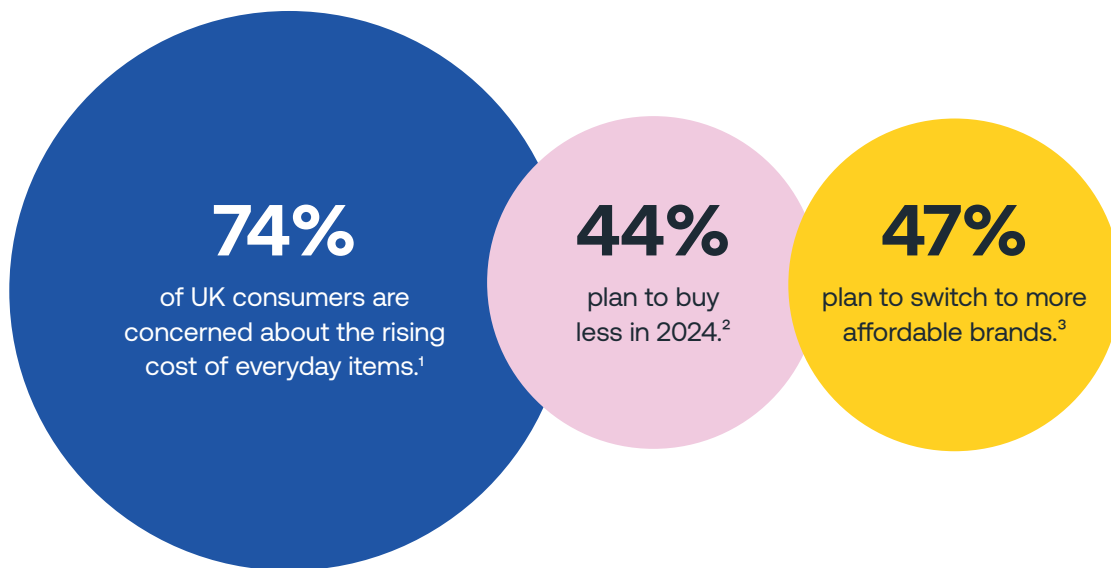 74%
of UK consumers are
concerned about the rising
cost of everyday items.¹
44%
plan to buy
less in 2024.²
47%
plan to switch to more
affordable brands.³